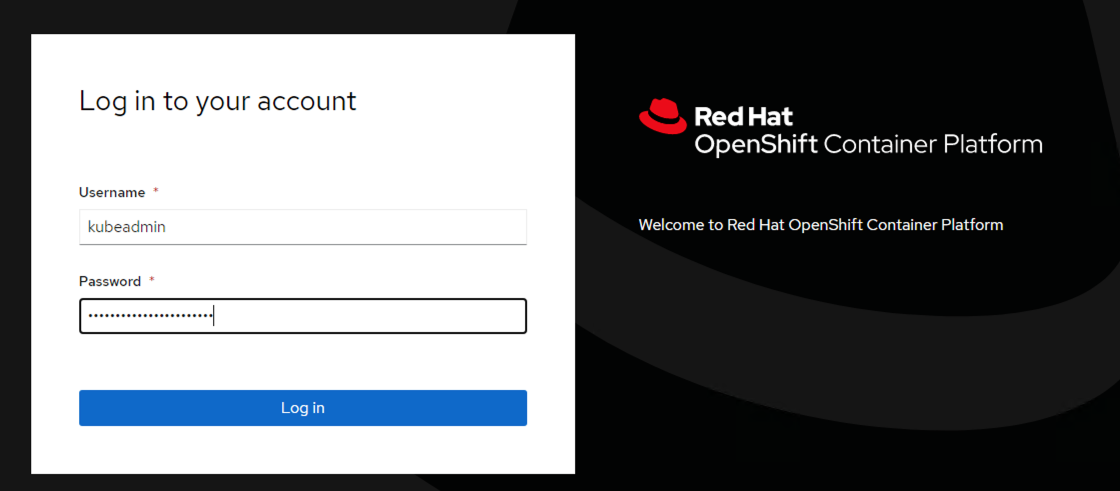 Log in to your account
Username *
kubeadmin
Password *
•••••••••••••••••••••••
Log in
Red Hat
OpenShift Container Platform
Welcome to Red Hat OpenShift Container Platform